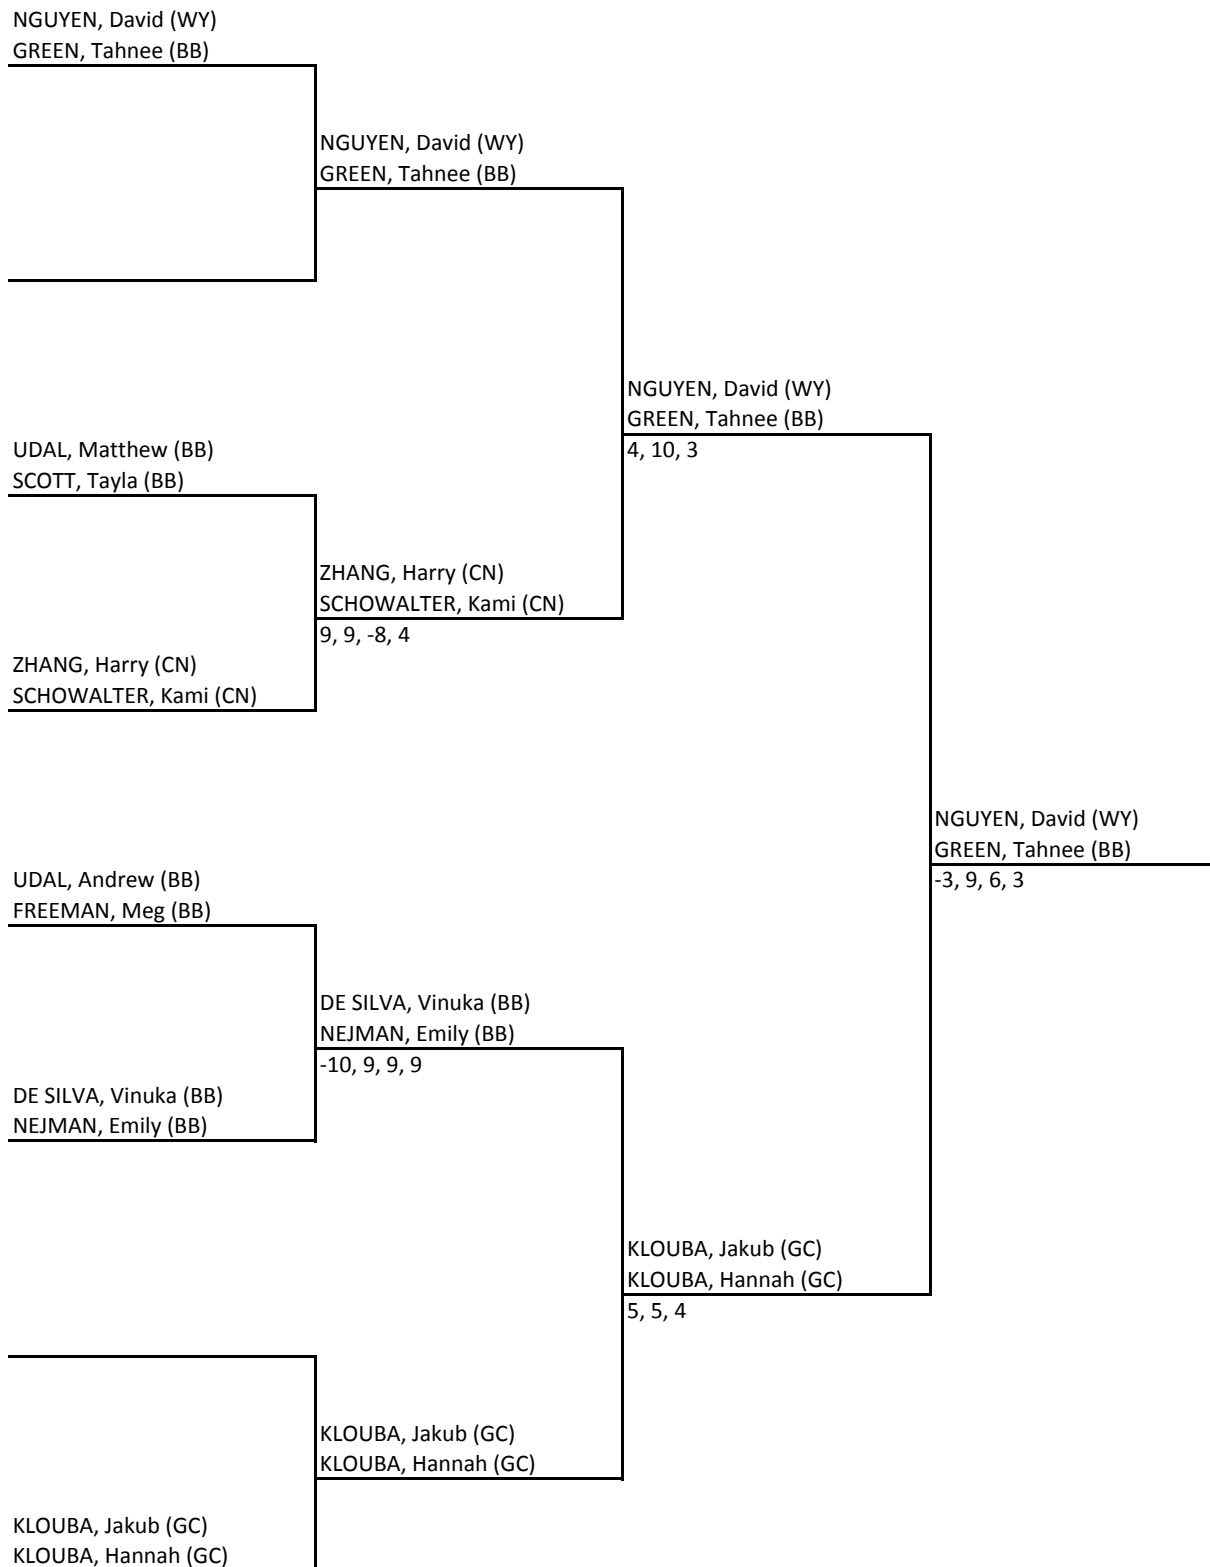 NGUYEN, David (WY)
GREEN, Tahnee (BB)
NGUYEN, David (WY)
GREEN, Tahnee (BB)
NGUYEN, David (WY)
GREEN, Tahnee (BB)
4, 10, 3
UDAL, Matthew (BB)
SCOTT, Tayla (BB)
ZHANG, Harry (CN)
SCHOWALTER, Kami (CN)
9, 9, -8, 4
ZHANG, Harry (CN)
SCHOWALTER, Kami (CN)
NGUYEN, David (WY)
GREEN, Tahnee (BB)
-3, 9, 6, 3
UDAL, Andrew (BB)
FREEMAN, Meg (BB)
DE SILVA, Vinuka (BB)
NEJMAN, Emily (BB)
-10, 9, 9, 9
DE SILVA, Vinuka (BB)
NEJMAN, Emily (BB)
KLOUBA, Jakub (GC)
KLOUBA, Hannah (GC)
5, 5, 4
KLOUBA, Jakub (GC)
KLOUBA, Hannah (GC)
KLOUBA, Jakub (GC)
KLOUBA, Hannah (GC)